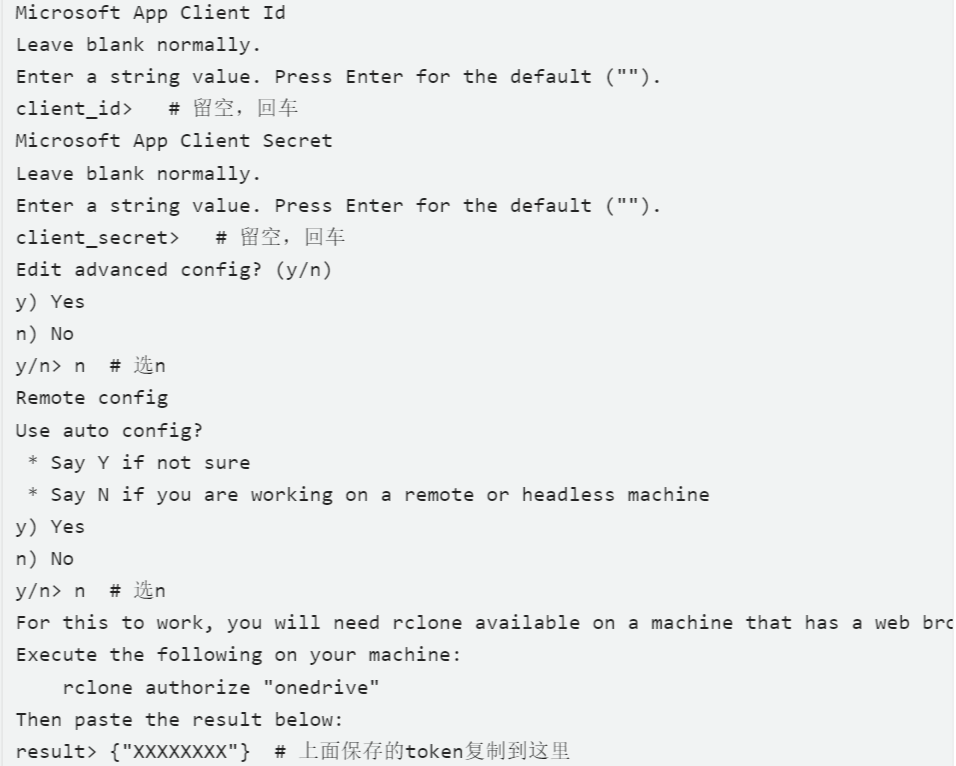 Microsoft App Client Id
Leave blank normally.
Enter a string value. Press Enter for the default ("").
client_id>   # 留空，回车
Microsoft App Client Secret
Leave blank normally.
Enter a string value. Press Enter for the default ("").
client_secret>   # 留空，回车
Edit advanced config? (y/n)
y) Yes
n) No
y/n> n  # 选n
Remote config
Use auto config?
 * Say Y if not sure
 * Say N if you are working on a remote or headless machine
y) Yes
n) No
y/n> n  # 选n
For this to work, you will need rclone available on a machine that has a web
Execute the following on your machine:
    rclone authorize "onedrive"
Then paste the result below:
result> {"XXXXXXXX"}  # 上面保存的token复制到这里